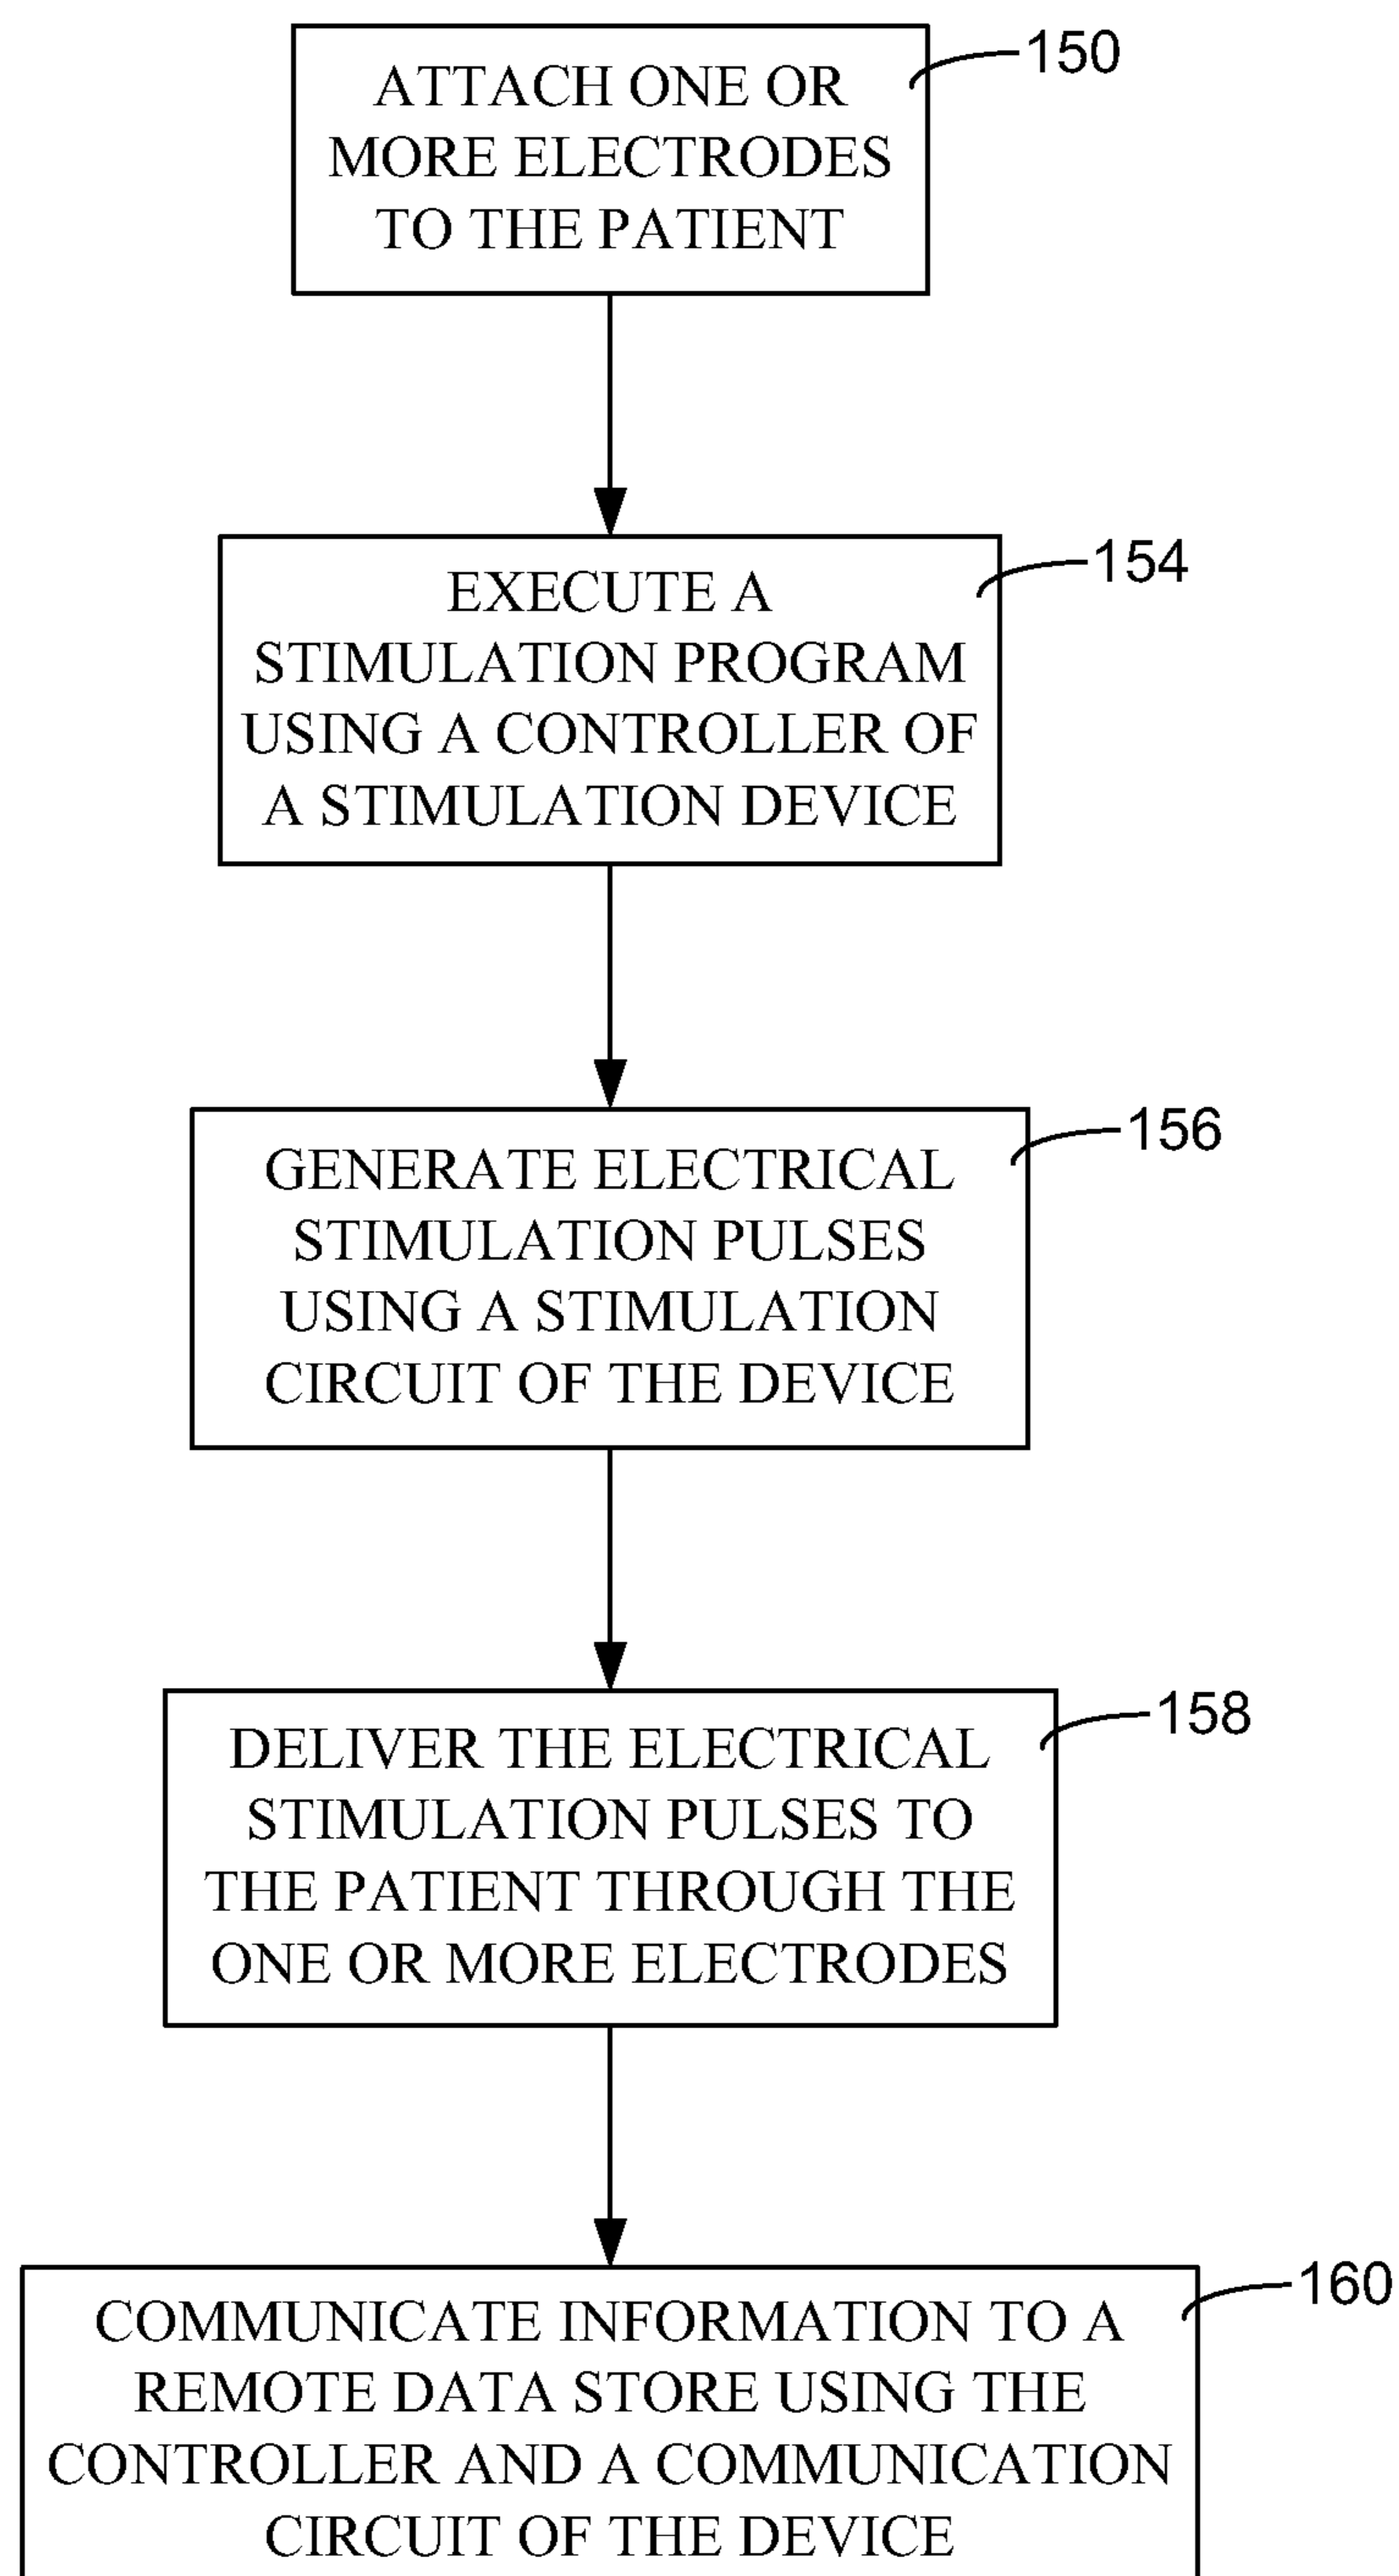 ATTACH ONE OR
MORE ELECTRODES
TO THE PATIENT
150
EXECUTE A
STIMULATION PROGRAM
USING A CONTROLLER OF
A STIMULATION DEVICE
154
GENERATE ELECTRICAL
STIMULATION PULSES
USING A STIMULATION
CIRCUIT OF THE DEVICE
156
DELIVER THE ELECTRICAL
STIMULATION PULSES TO
THE PATIENT THROUGH THE
ONE OR MORE ELECTRODES
158
COMMUNICATE INFORMATION TO A
REMOTE DATA STORE USING THE
CONTROLLER AND A COMMUNICATION
CIRCUIT OF THE DEVICE
160